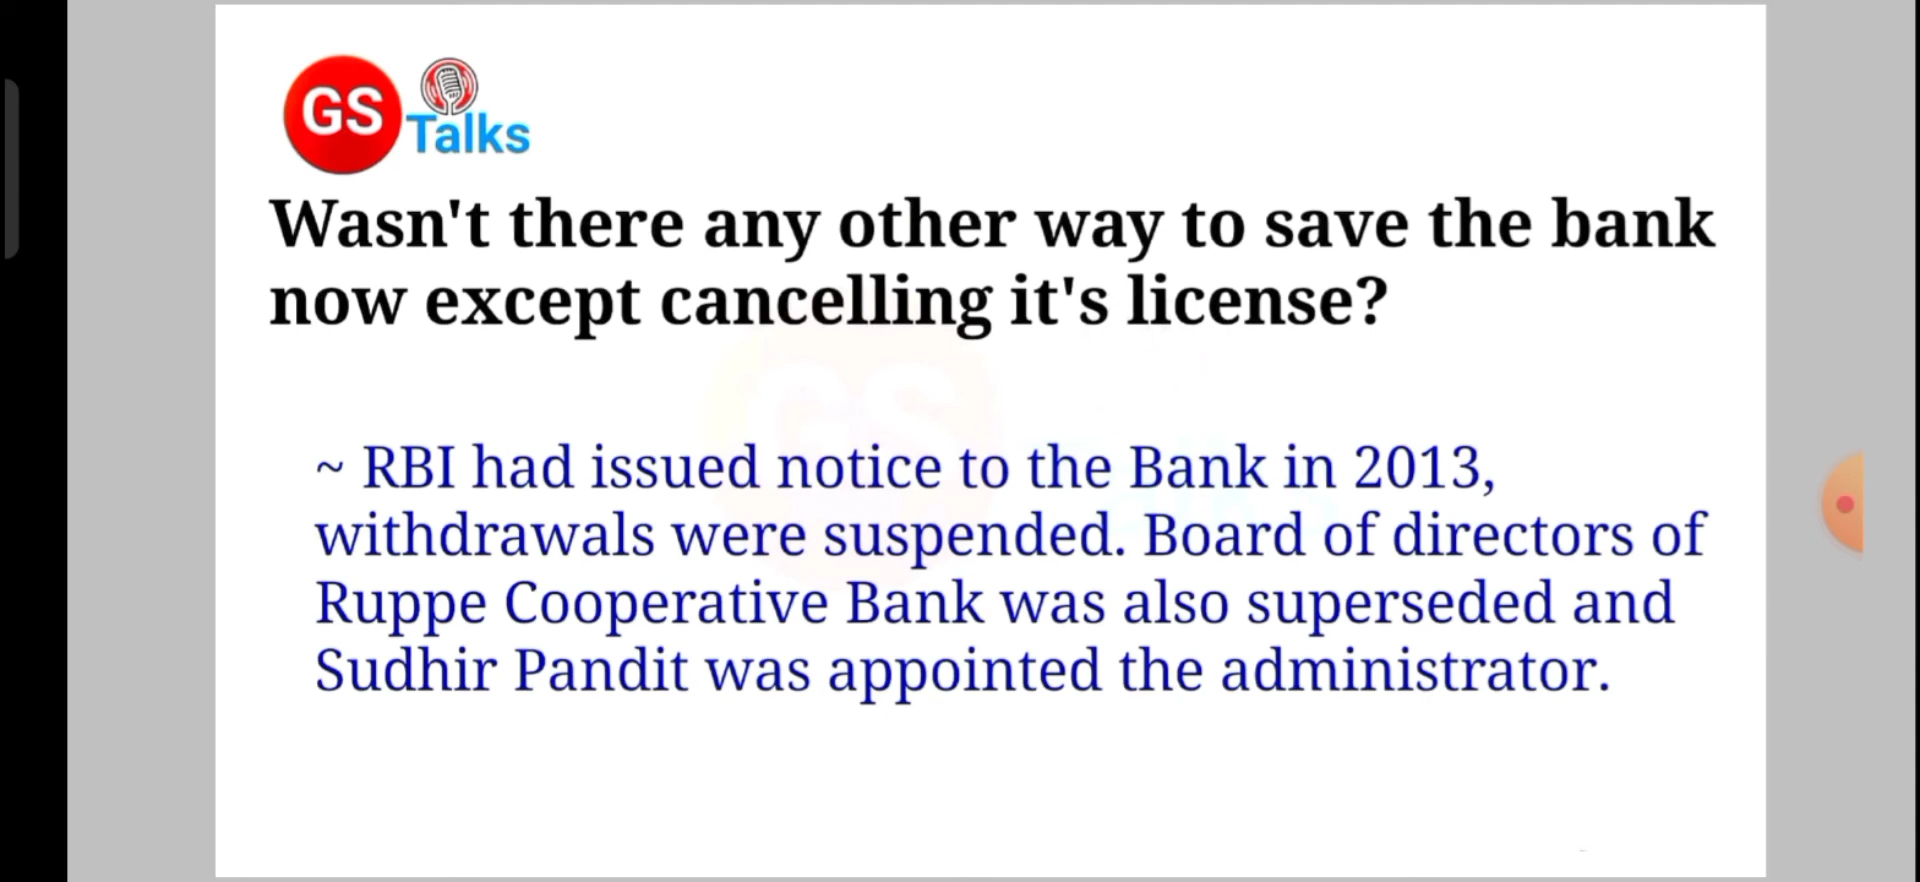 GS
Talks
Wasn't there any other way to save the bank
now except cancelling it's license?
GS
~ RBI had issued notice to the Bank in 2013,
withdrawals were suspended. Board of directors of
Ruppe Cooperative Bank was also superseded and
Sudhir Pandit was appointed the administrator.